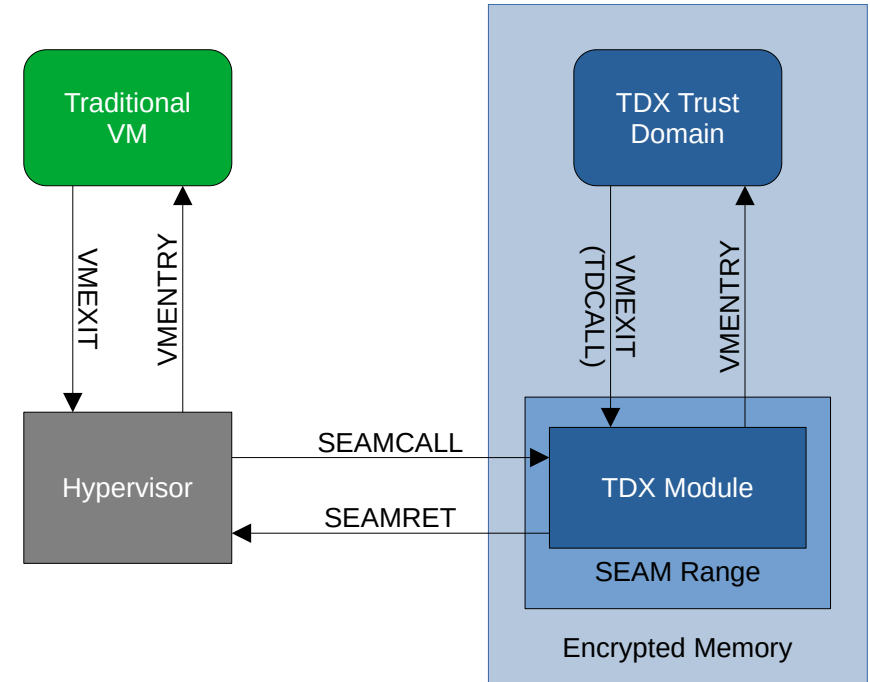 Traditional
VM
TDX Trust
Domain
VMEXIT
VMENTRY
VMEXIT
(TDCALL)
VMENTRY
SEAMCALL
Hypervisor
TDX Module
SEAMRET
SEAM Range
Encrypted Memory